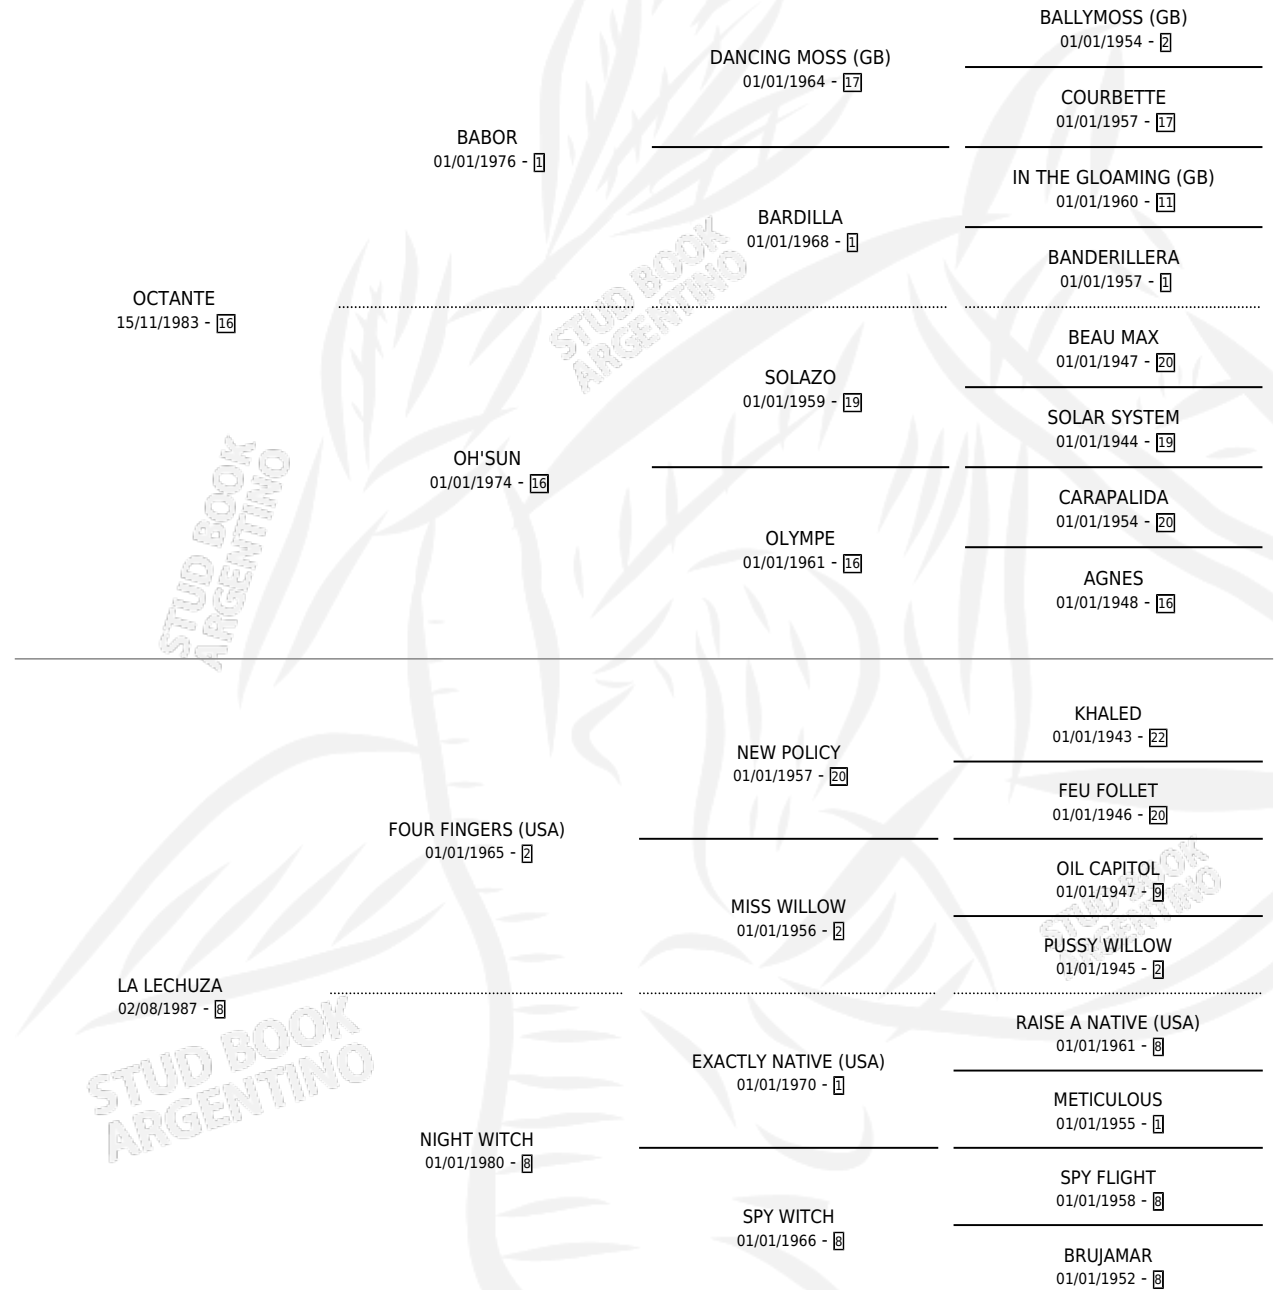 BALLYMOSS (GB)
01/01/1954 - 2
DANCING MOSS (GB)
01/01/1964 - 17
COURBETTE
01/01/1957 - 17
BABOR
01/01/1976 - 1
IN THE GLOAMING (GB)
01/01/1960 - 11
BARDILLA
01/01/1968 - 1
BANDERILLERA
01/01/1957 - 1
OCTANTE
15/11/1983 - 16
BEAU MAX
01/01/1947 - 20
SOLAZO
01/01/1959 - 19
SOLAR SYSTEM
01/01/1944 - 19
OH'SUN
01/01/1974 - 16
CARAPALIDA
01/01/1954 - 20
OLYMPE
01/01/1961 - 16
AGNES
01/01/1948 - 16
STUD BOOK
ARGENTINO
STUD BOOK
ARGENTINO
KHALED
01/01/1943 - 22
NEW POLICY
01/01/1957 - 20
FEU FOLLET
01/01/1946 - 20
FOUR FINGERS (USA)
01/01/1965 - 2
OIL CAPITOL
01/01/1947 - 9
MISS WILLOW
01/01/1956 - 2
PUSSY WILLOW
01/01/1945 - 2
LA LECHUZA
02/08/1987 - 8
RAISE A NATIVE (USA)
01/01/1961 - 8
EXACTLY NATIVE (USA)
01/01/1970 - 1
METICULOUS
01/01/1955 - 1
NIGHT WITCH
01/01/1980 - 8
SPY FLIGHT
01/01/1958 - 8
SPY WITCH
01/01/1966 - 8
BRUJAMAR
01/01/1952 - 8
STUD BOOK
ARGENTINO
STUD BOOK
ARGENTINO